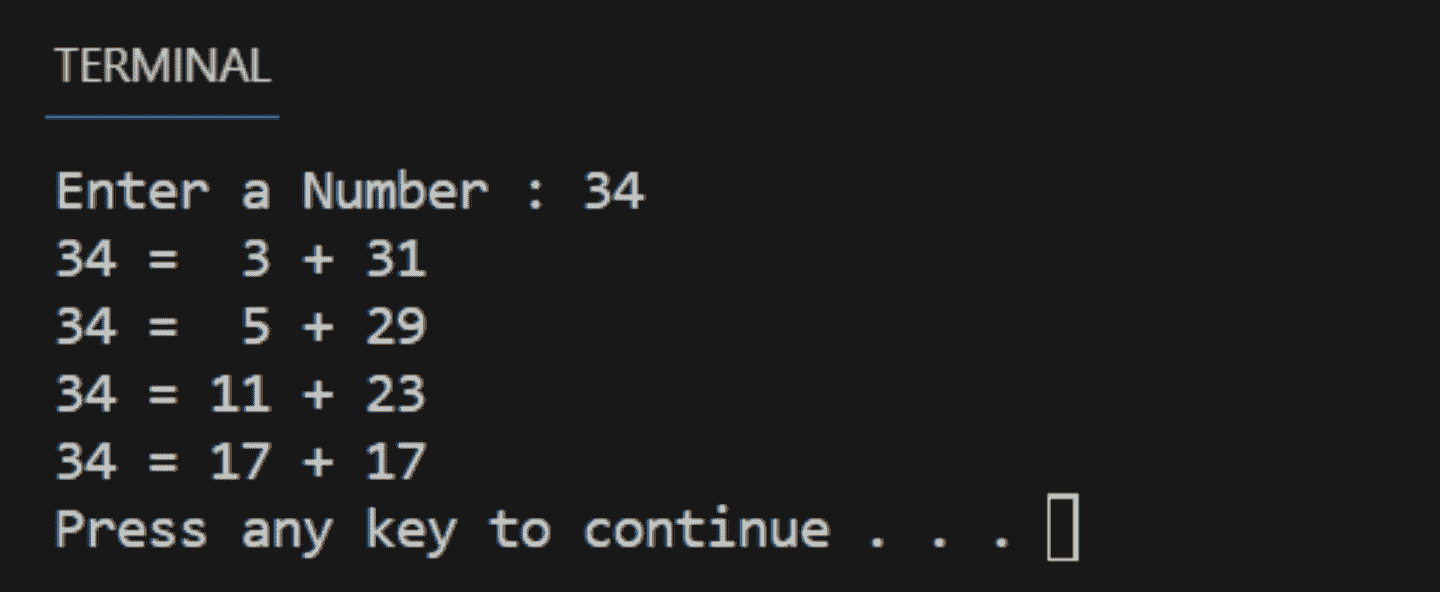 TERMINAL
Enter a Number : 34
34 =  3 + 31
34 =  5 + 29
34 = 11 + 23
34 = 17 + 17
Press any key to continue . . .